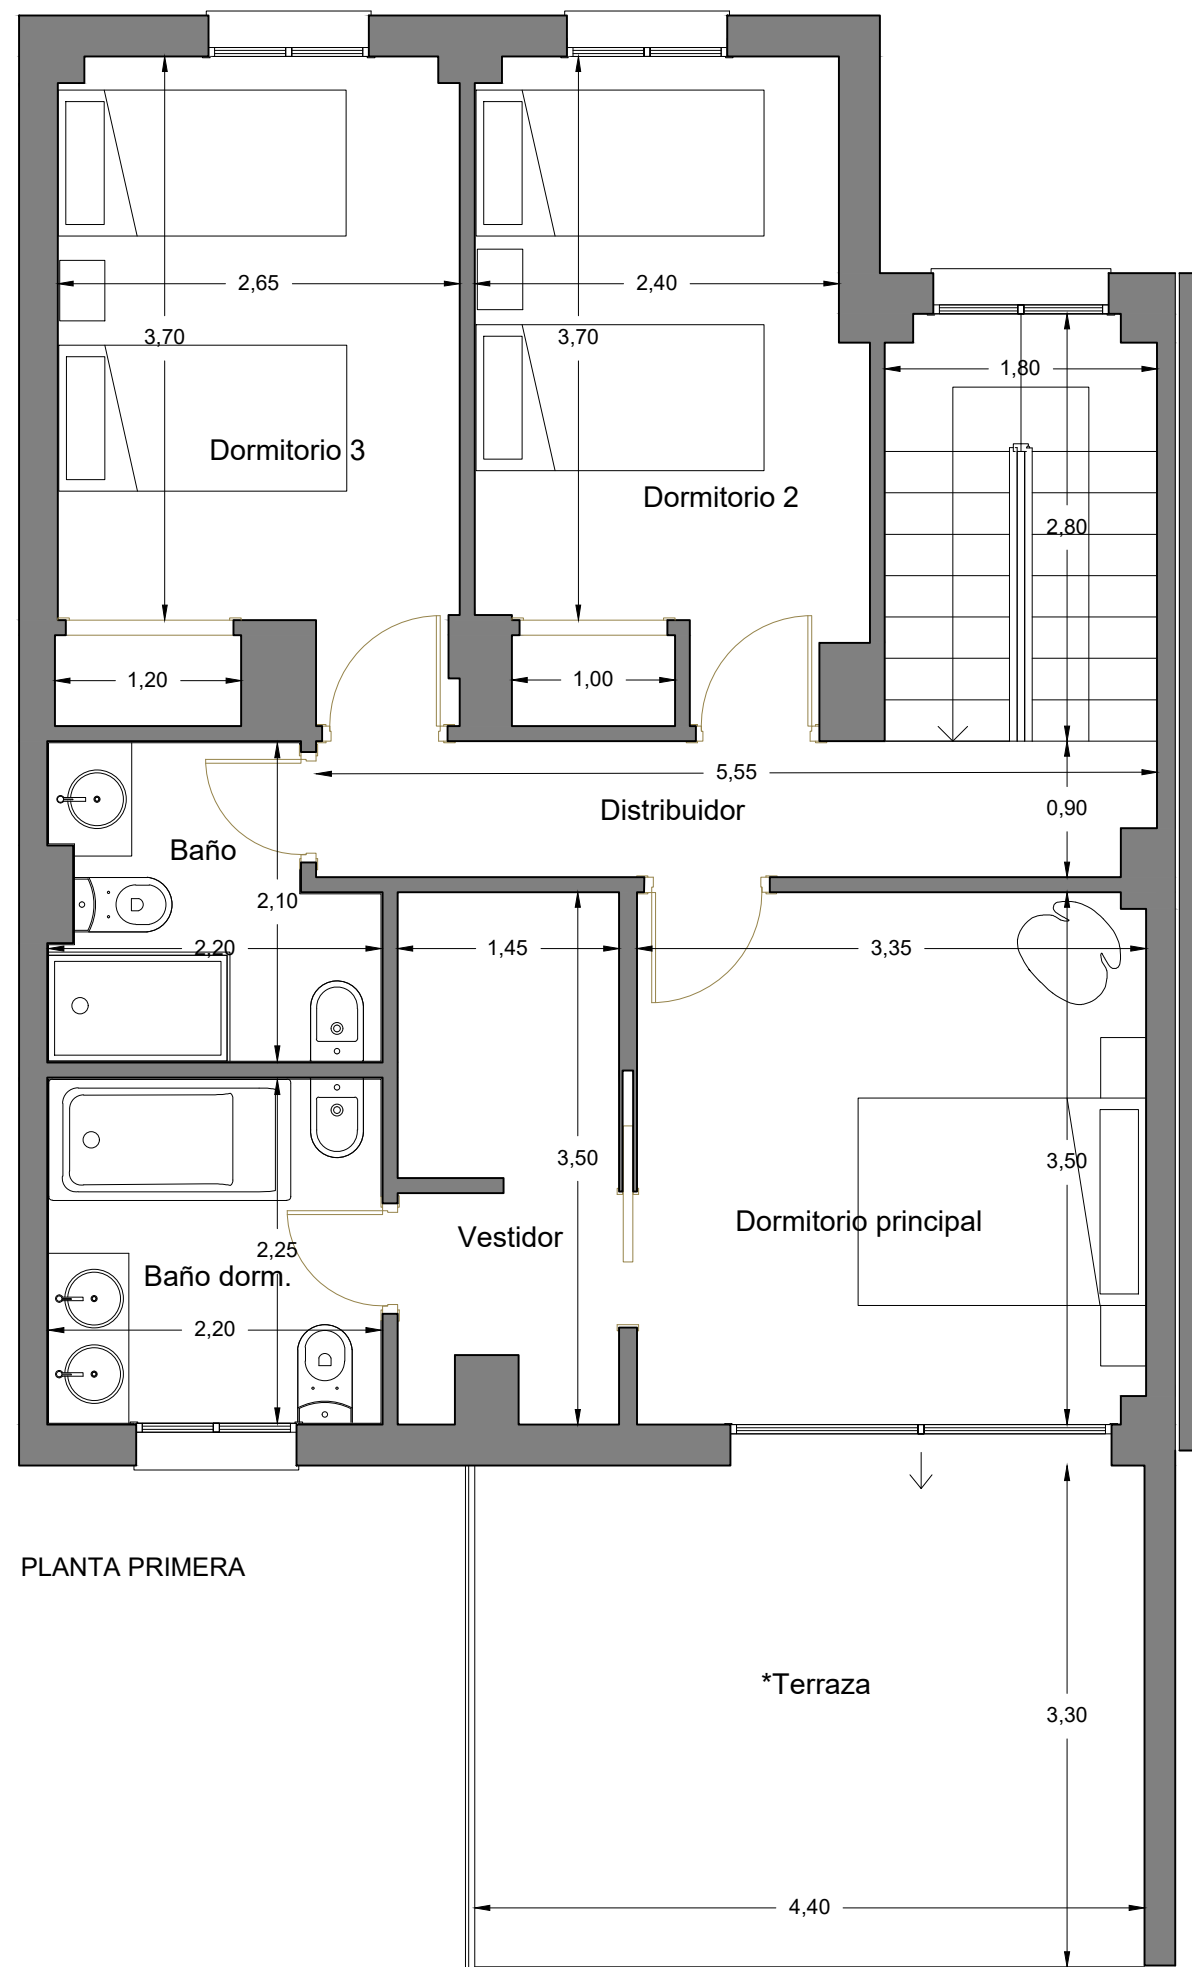 2,65
2,40
3,70
3,70
1,80
Dormitorio 3
Dormitorio 2
2,80
1,20
1,00
5,55
Distribuidor
0,90
Baño
2,10
2,20
1,45
3,35
3,50
3,50
Dormitorio principal
Vestidor
2,25
Baño dorm.
2,20
PLANTA PRIMERA
*Terraza
3,30
4,40